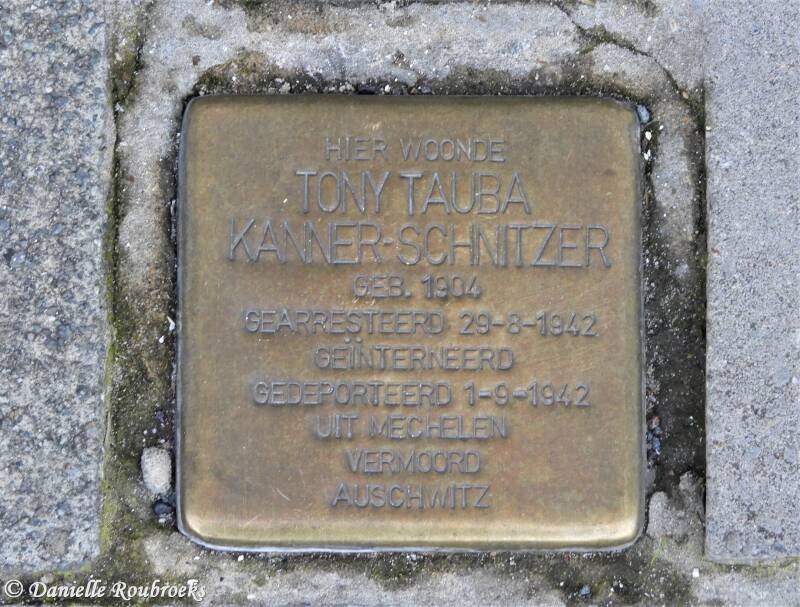 HIER WOONDE
TONY TAUBA
KANNER-SCHNITZER
GEB. 1904
GEARRESTEERD 29-8-1942
GEÏNTERNEERD
GEDEPORTEERD 1-9-1942
UIT MECHELEN
VERMOORD
AUSCHWITZ
© Danielle Roubroeks